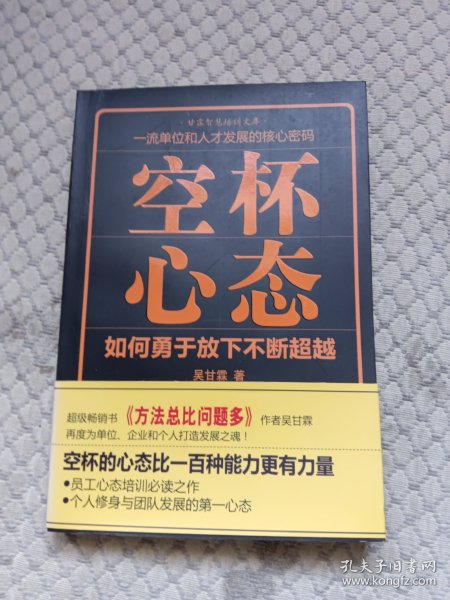 ·甘霖智慧培训文库·
一流单位和人才发展的核心密码
空杯
心态
如何勇于放下不断超越
吴甘霖 著
超级畅销书《方法总比问题多》作者吴甘霖
再度为单位、企业和个人打造发展之魂！
空杯的心态比一百种能力更有力量
●员工心态培训必读之作
●个人修身与团队发展的第一心态
孔夫子旧书网
www.kongfz.com